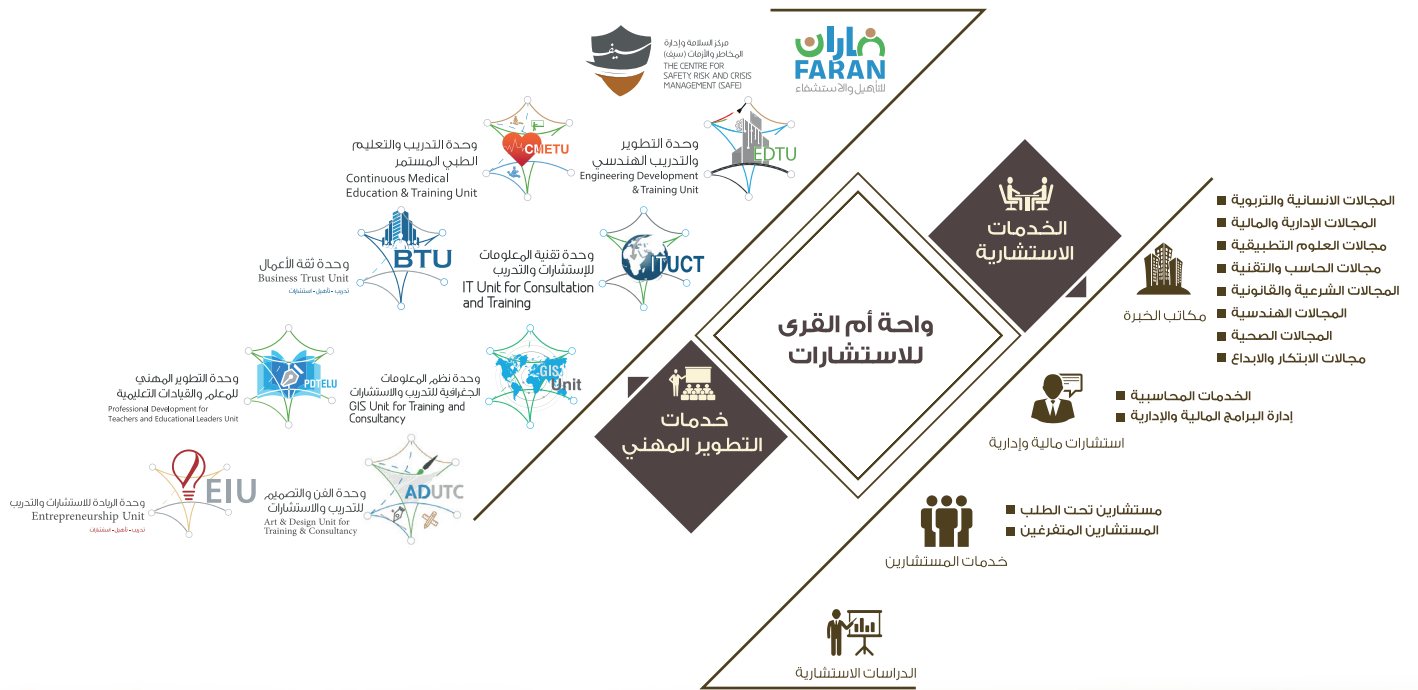 واحة أم القرى
للاستشارات
الخدمات
الاستشارية
المجالات الانسانية والتربوية
المجالات الإدارية والمالية
مجالات العلوم التطبيقية
مجالات الحاسب والتقنية
المجالات الشرعية والقانونية
المجالات الهندسية
المجالات الصحية
مجالات الابتكار والابداع
مكاتب الخبرة
الخدمات المحاسبية
إدارة البرامج المالية والإدارية
استشارات مالية وإدارية
مستشارين تحت الطلب
المستشارين المتفرغين
خدمات المستشارين
الدراسات الاستشارية
خدمات
التطوير المهني
فاران
FARAN
للتأهيل والاستشفاء
سيف
مركز السلامة وإدارة
المخاطر والأزمات (سيف)
THE CENTRE FOR
SAFETY, RISK AND CRISIS
MANAGEMENT (SAFE)
EDTU
وحدة التطوير
والتدريب الهندسي
Engineering Development
& Training Unit
CMETU
وحدة التدريب والتعليم
الطبي المستمر
Continuous Medical
Education & Training Unit
ITUCT
وحدة تقنية المعلومات
للإستشارات والتدريب
IT Unit for Consultation
and Training
BTU
وحدة ثقة الأعمال
Business Trust Unit
تدريب - تأهيل - استشارات
GIS
Unit
وحدة نظم المعلومات
الجغرافية للتدريب والاستشارات
GIS Unit for Training and
Consultancy
PDTELU
وحدة التطوير المهني
للمعلم والقيادات التعليمية
Professional Development for
Teachers and Educational Leaders Unit
ADUTC
وحدة الفن والتصميم
للتدريب والاستشارات
Art & Design Unit for
Training & Consultancy
EIU
وحدة الريادة للاستشارات والتدريب
Entrepreneurship Unit
تدريب - تأهيل - استشارات